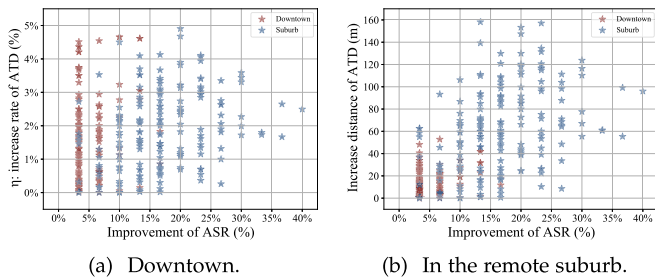 Downtown
Suburb
5%
4%
3%
2%
1%
0%
η: increase rate of ATD (%)
0% 5% 10% 15% 20% 25% 30% 35% 40%
Improvement of ASR (%)
(a) Downtown.
Downtown
Suburb
160
140
120
100
80
60
40
20
0
Increase distance of ATD (m)
0% 5% 10% 15% 20% 25% 30% 35% 40%
Improvement of ASR (%)
(b) In the remote suburb.